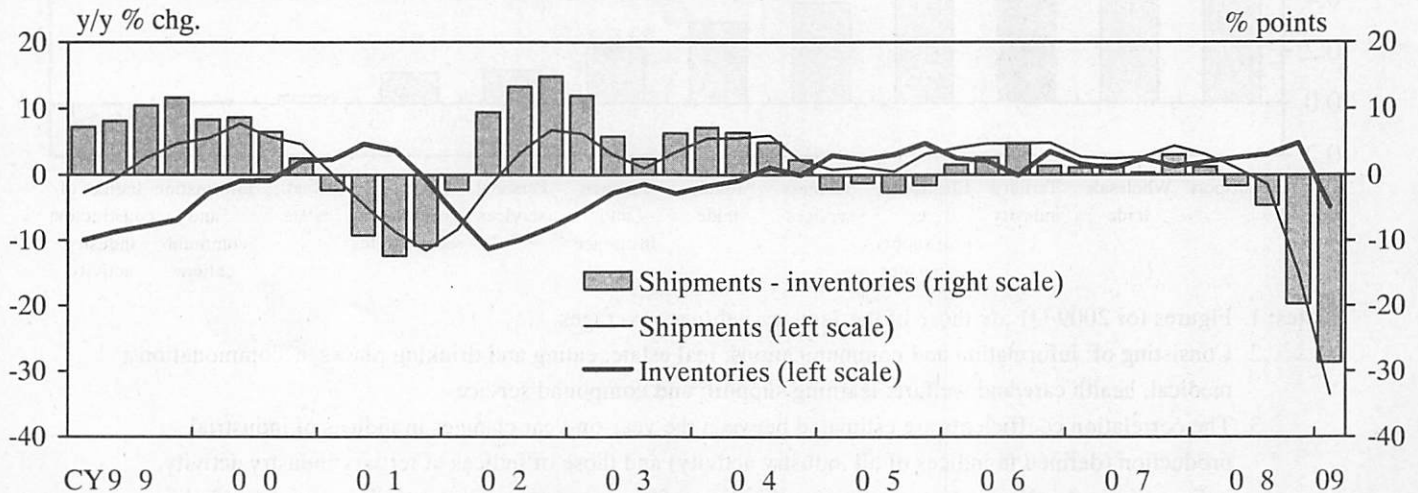 y/y % chg.
% points
20
20
10
10
0
0
-10
-10
Shipments - inventories (right scale)
-20
-20
Shipments (left scale)
-30
Inventories (left scale)
-30
-40
-40
CY99 00 01 02 03 04 05 06 07 08 09